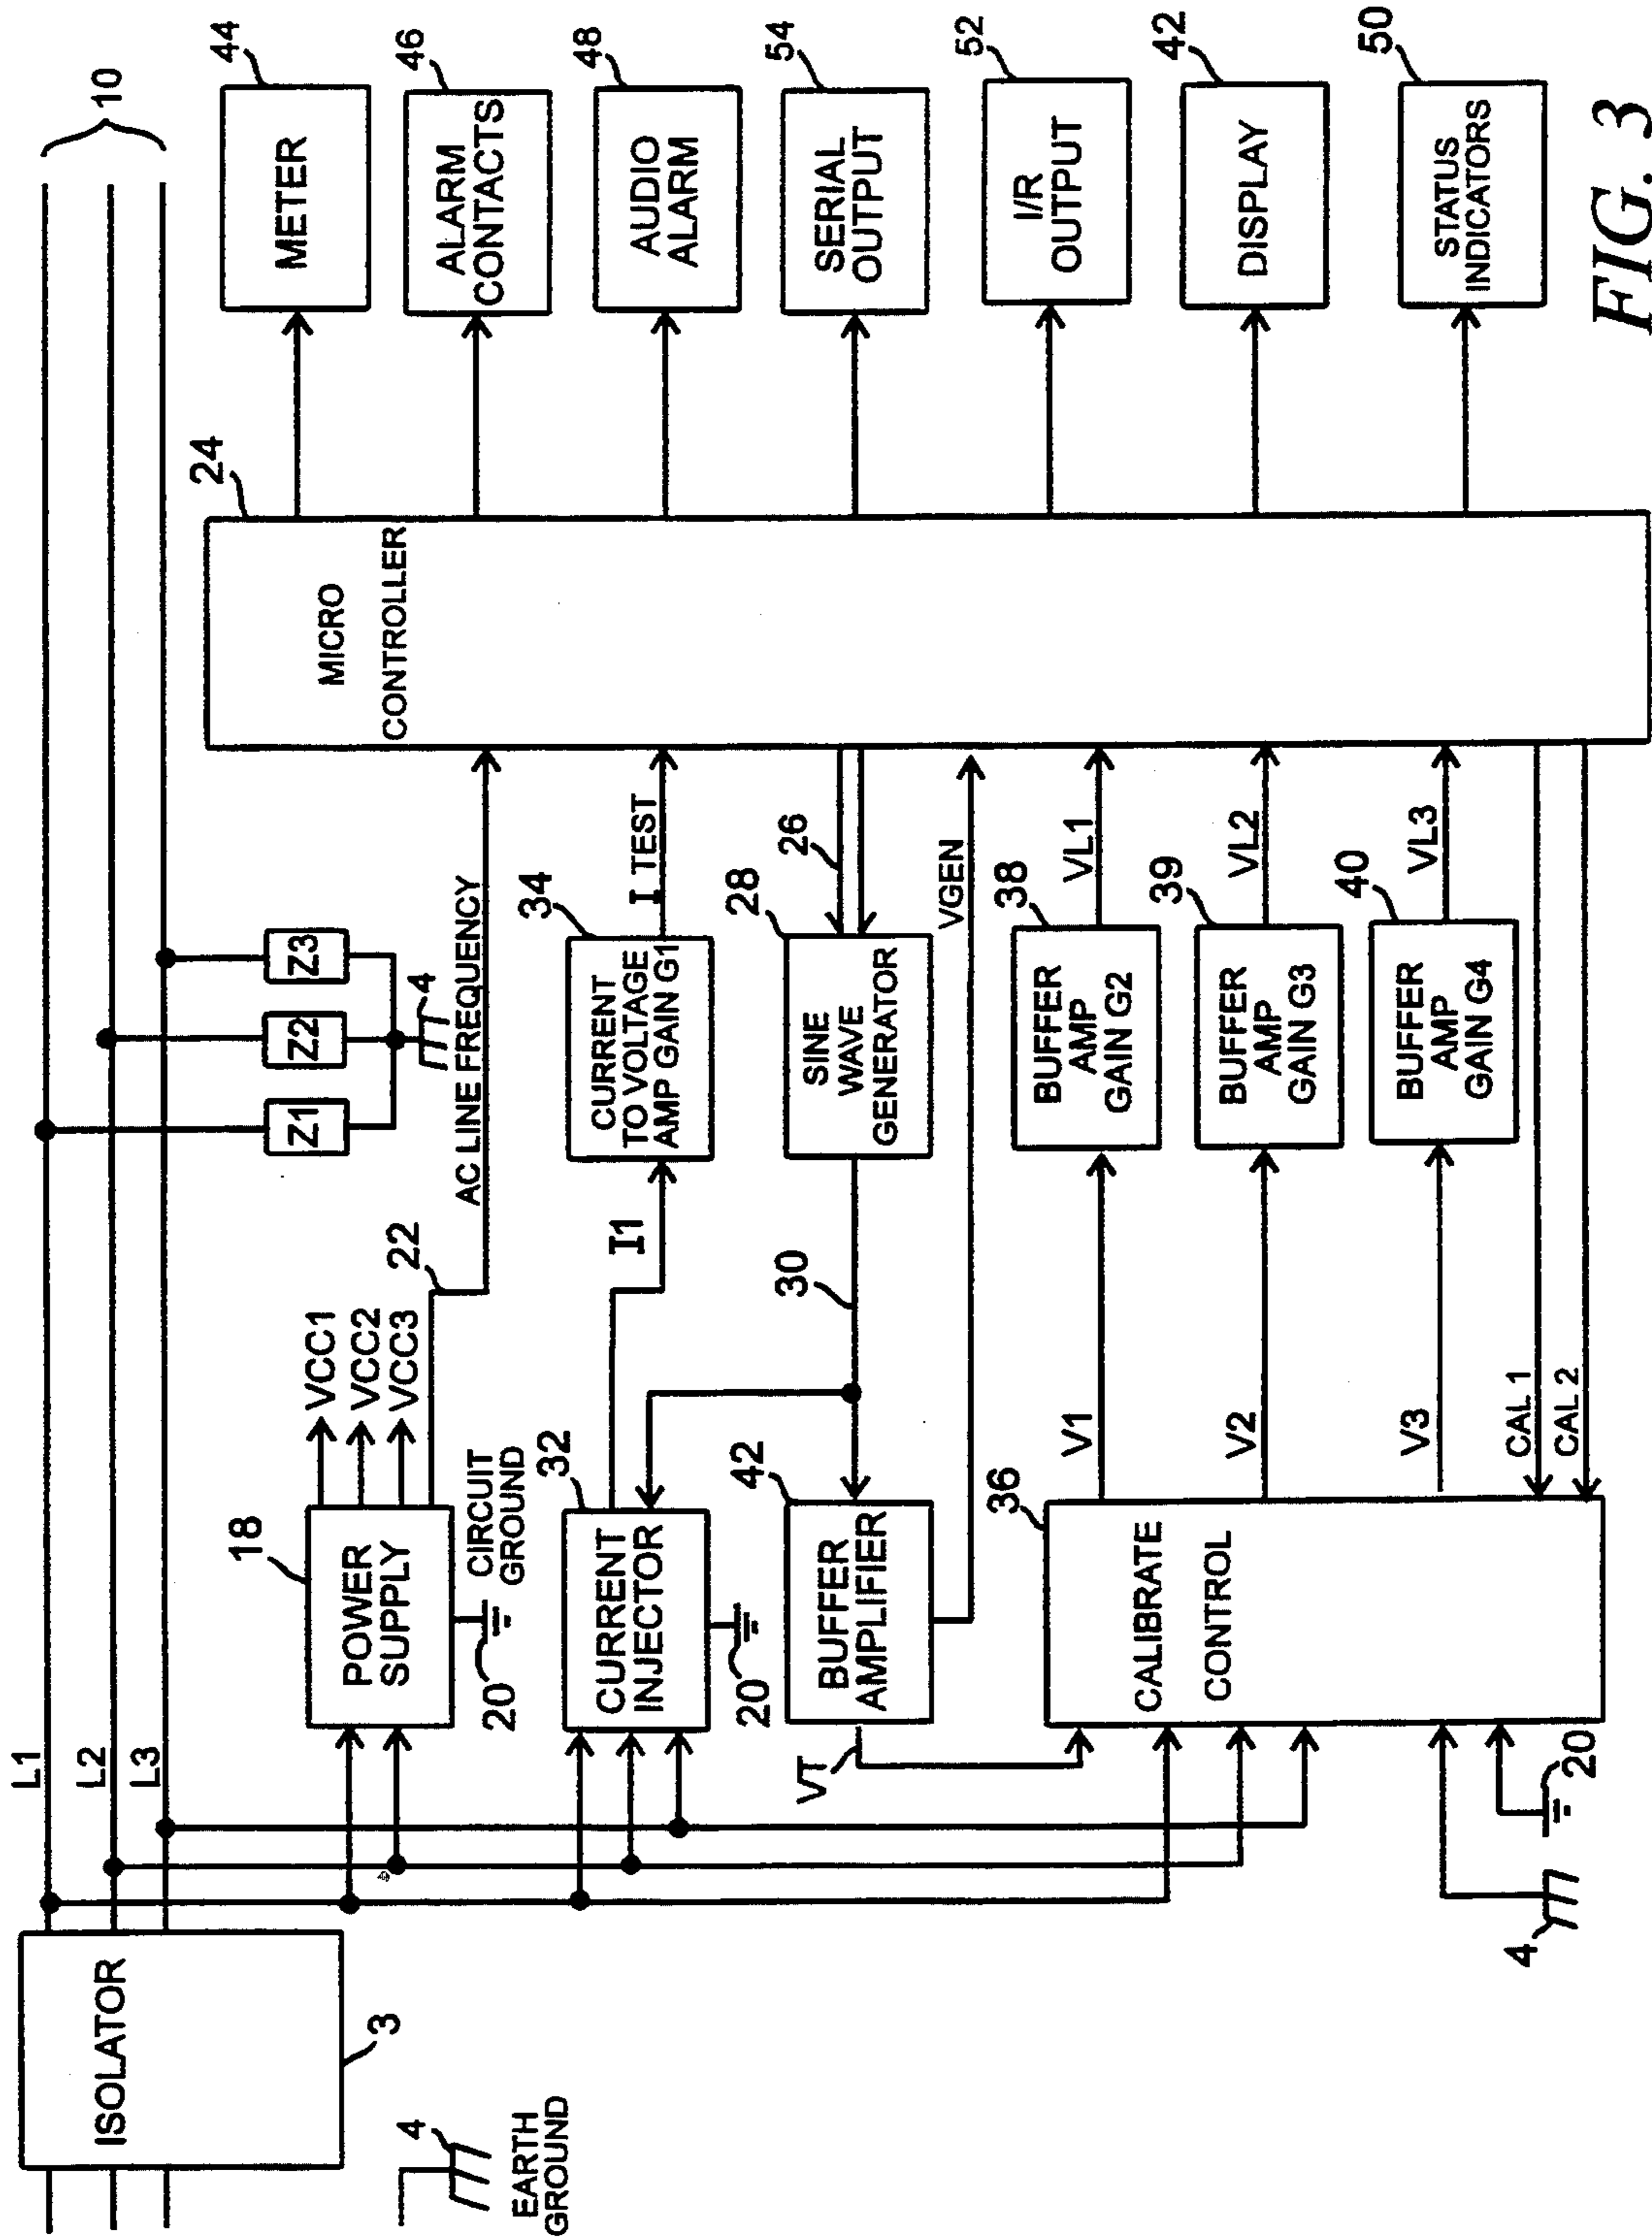 10
L1
L2
L3
ISOLATOR
3
4
EARTH
GROUND
Z1
Z2
Z3
4
18
POWER
SUPPLY
VCC1
VCC2
VCC3
22
AC LINE FREQUENCY
20
CIRCUIT
GROUND
24
MICRO
CONTROLLER
44
METER
46
ALARM
CONTACTS
48
AUDIO
ALARM
54
SERIAL
OUTPUT
52
I/R
OUTPUT
42
DISPLAY
50
STATUS
INDICATORS
32
CURRENT
INJECTOR
20
I1
34
CURRENT
TO VOLTAGE
AMP GAIN G1
I TEST
26
28
SINE
WAVE
GENERATOR
30
42
BUFFER
AMPLIFIER
VT
VGEN
36
CALIBRATE
CONTROL
V1
38
BUFFER
AMP
GAIN G2
VL1
V2
39
BUFFER
AMP
GAIN G3
VL2
V3
40
BUFFER
AMP
GAIN G4
VL3
CAL 1
CAL 2
4
20
FIG. 3